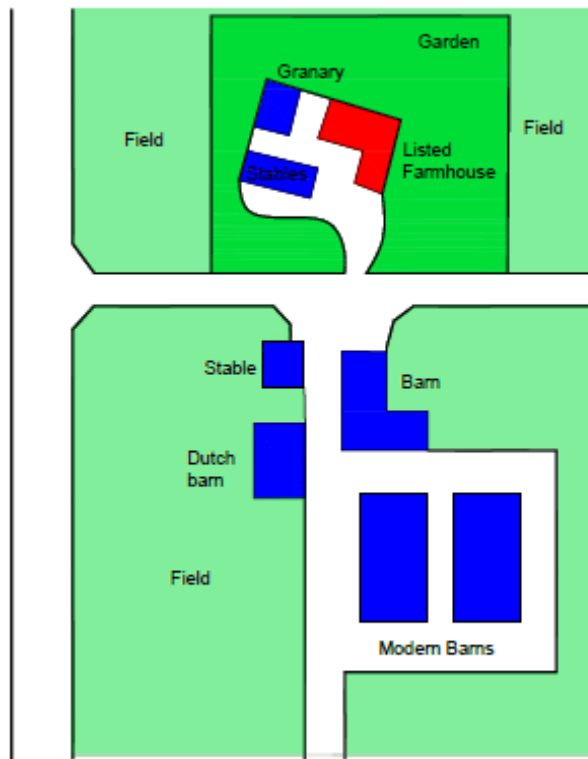 Garden
Granary
Field
Field
Listed
Farmhouse
Stables
Stable
Barn
Dutch
barn
Field
Modern Barns